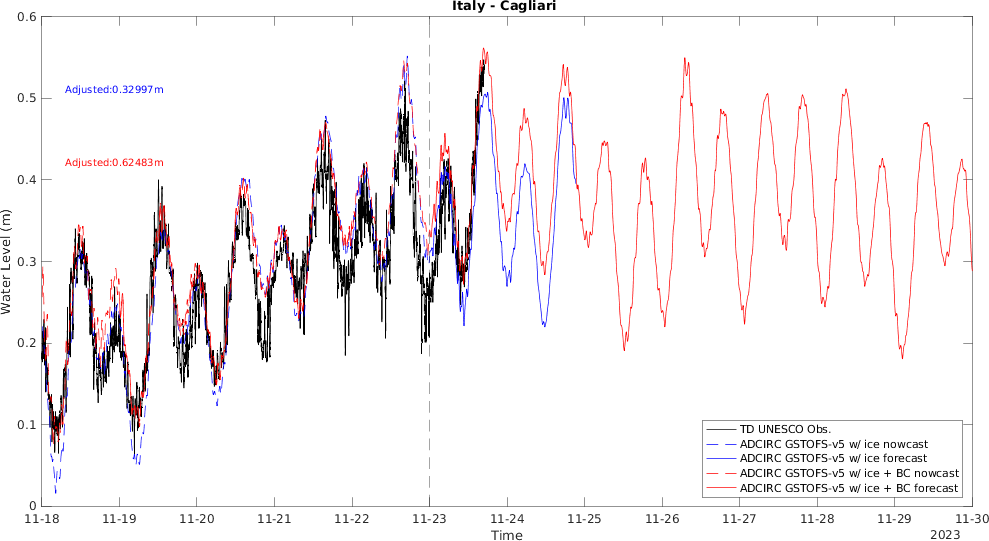 Italy - Cagliari
0.6
0.5
0.4
0.3
0.2
0.1
0
Water Level (m)
Adjusted:0.32997m
Adjusted:0.62483m
TD UNESCO Obs.
ADCIRC GSTOFS-v5 w/ ice nowcast
ADCIRC GSTOFS-v5 w/ ice forecast
ADCIRC GSTOFS-v5 w/ ice + BC nowcast
ADCIRC GSTOFS-v5 w/ ice + BC forecast
11-18 11-19 11-20 11-21 11-22 11-23 11-24 11-25 11-26 11-27 11-28 11-29 11-30
Time
2023